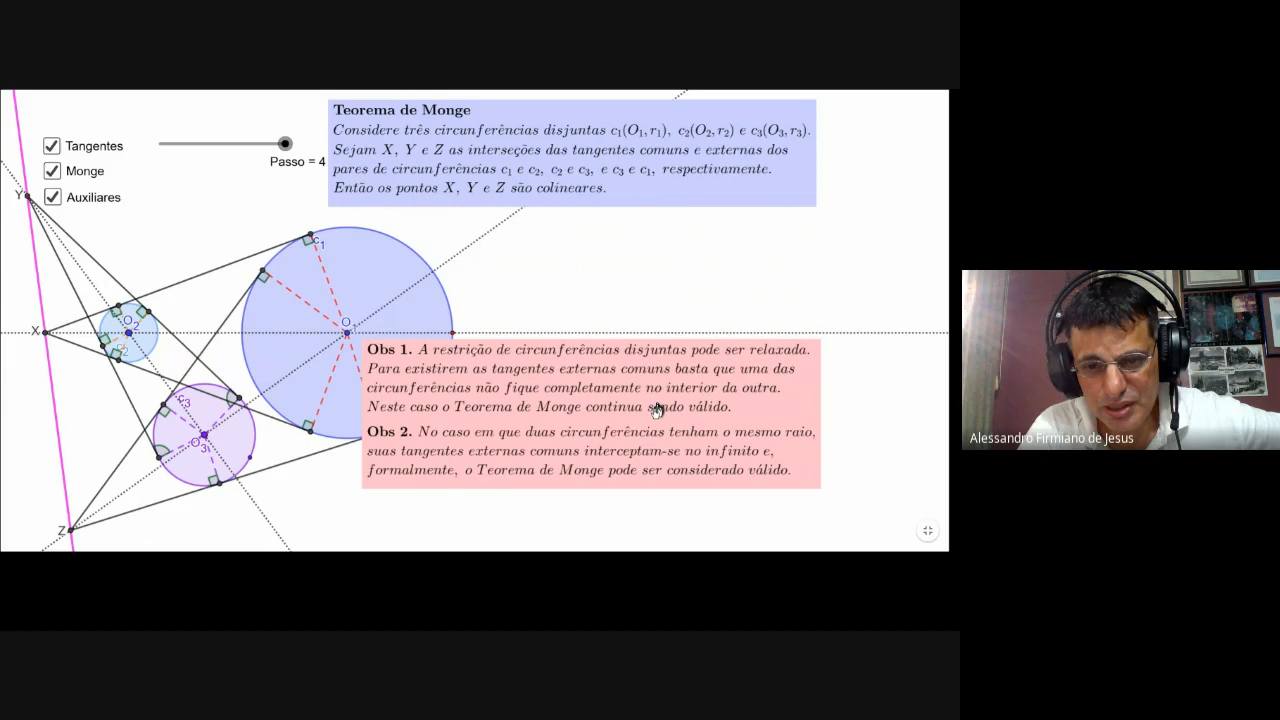 Teorema de Monge
Considere três circunferências disjuntas c₁(O₁, r₁), c₂(O₂, r₂) e c₃(O₃, r₃).
Sejam X, Y e Z as interseções das tangentes comuns e externas dos
pares de circunferências c₁ e c₂, c₂ e c₃, e c₃ e c₁, respectivamente.
Então os pontos X, Y e Z são colineares.
Tangentes
Monge
Auxiliares
Passo = 4
Y
c₁
X
O₂
c₂
O
c₃
O₃
Z
Obs 1. A restrição de circunferências disjuntas pode ser relaxada.
Para existirem as tangentes externas comuns basta que uma das
circunferências não fique completamente no interior da outra.
Neste caso o Teorema de Monge continua sendo válido.
Obs 2. No caso em que duas circunferências tenham o mesmo raio,
suas tangentes externas comuns interceptam-se no infinito e,
formalmente, o Teorema de Monge pode ser considerado válido.
Alessandro Firmiano de Jesus